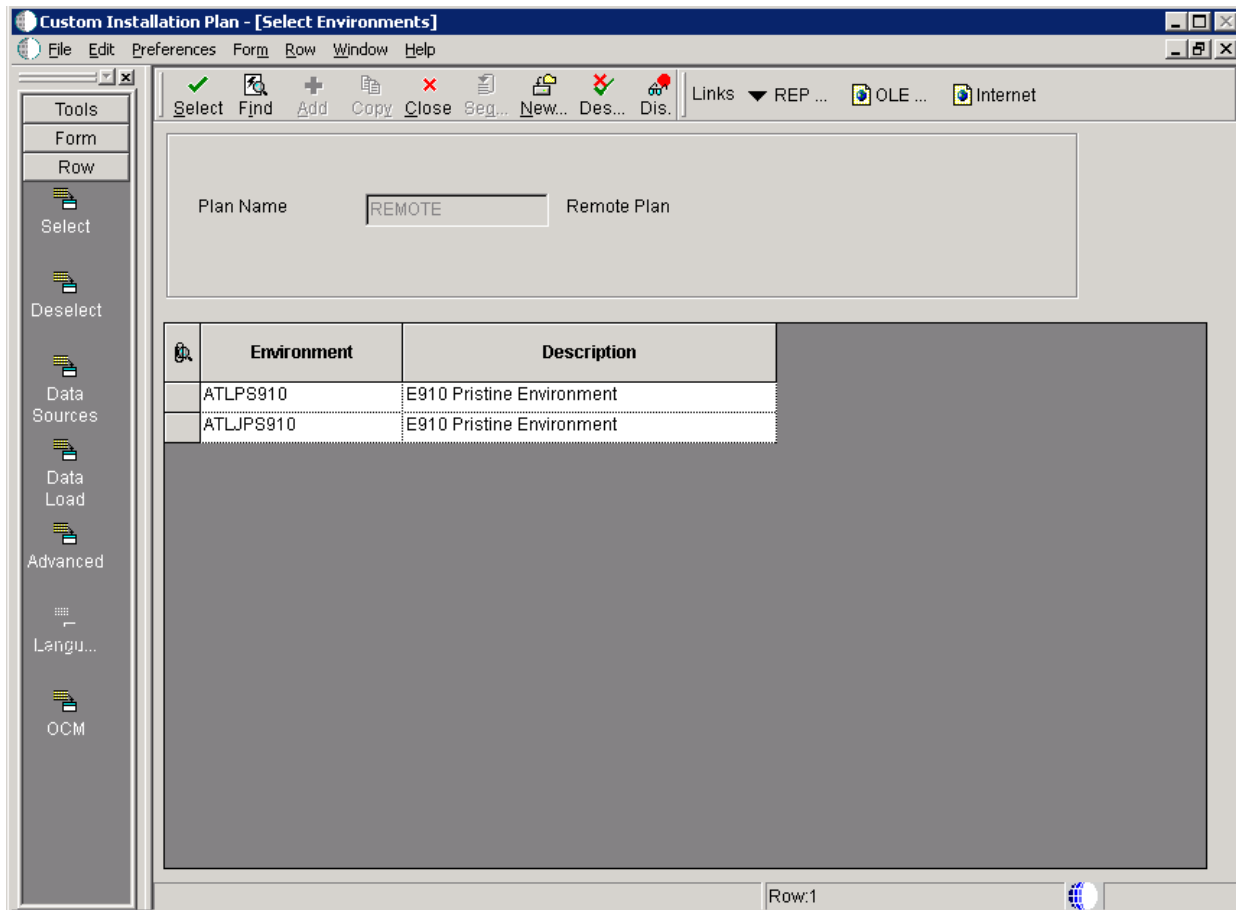 Custom Installation Plan - [Select Environments]
File Edit Preferences Form Row Window Help
Select Find Add Copy Close Seq... New... Des... Dis. Links REP ... OLE ... Internet
Tools
Form
Row
Select
Deselect
Data
Sources
Data
Load
Advanced
Langu...
OCM
Plan Name REMOTE Remote Plan
Environment Description
ATLPS910 E910 Pristine Environment
ATLJPS910 E910 Pristine Environment
Row:1